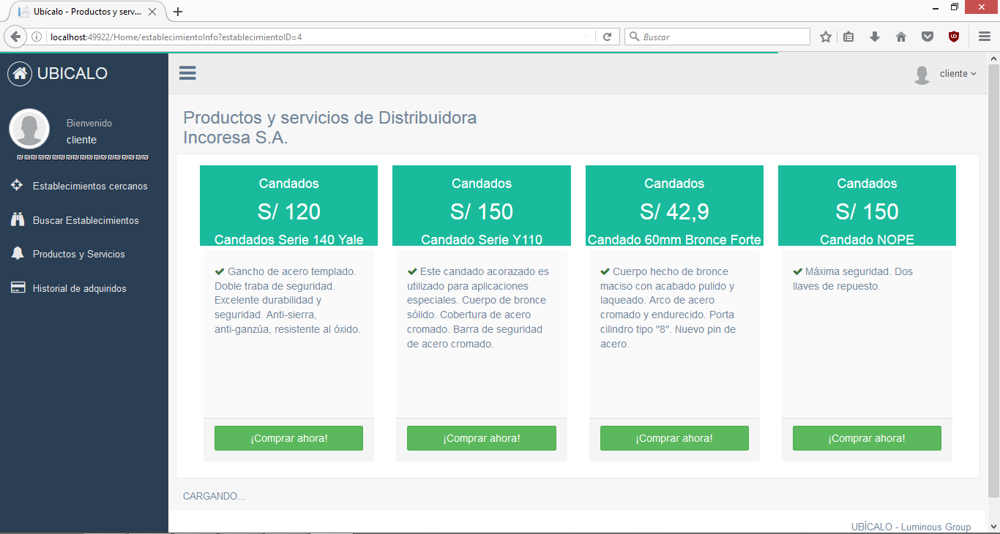 Ubícalo - Productos y serv...
localhost:49922/Home/establecimientoInfo?establecimientoID=4
Buscar
UBICALO
cliente
Bienvenido
cliente
₪₪₪₪₪₪₪₪₪₪₪₪₪₪₪₪₪₪₪
Establecimientos cercanos
Buscar Establecimientos
Productos y Servicios
Historial de adquiridos
Productos y servicios de Distribuidora
Incoresa S.A.
Candados
S/ 120
Candados Serie 140 Yale
Gancho de acero templado.
Doble traba de seguridad.
Excelente durabilidad y
seguridad. Anti-sierra,
anti-ganzúa, resistente al óxido.
¡Comprar ahora!
Candados
S/ 150
Candado Serie Y110
Este candado acorazado es
utilizado para aplicaciones
especiales. Cuerpo de bronce
sólido. Cobertura de acero
cromado. Barra de seguridad
de acero cromado.
¡Comprar ahora!
Candados
S/ 42,9
Candado 60mm Bronce Forte
Cuerpo hecho de bronce
maciso con acabado pulido y
laqueado. Arco de acero
cromado y endurecido. Porta
cilindro tipo "8". Nuevo pin de
acero.
¡Comprar ahora!
Candados
S/ 150
Candado NOPE
Máxima seguridad. Dos
llaves de repuesto.
¡Comprar ahora!
CARGANDO...
UBÍCALO - Luminous Group